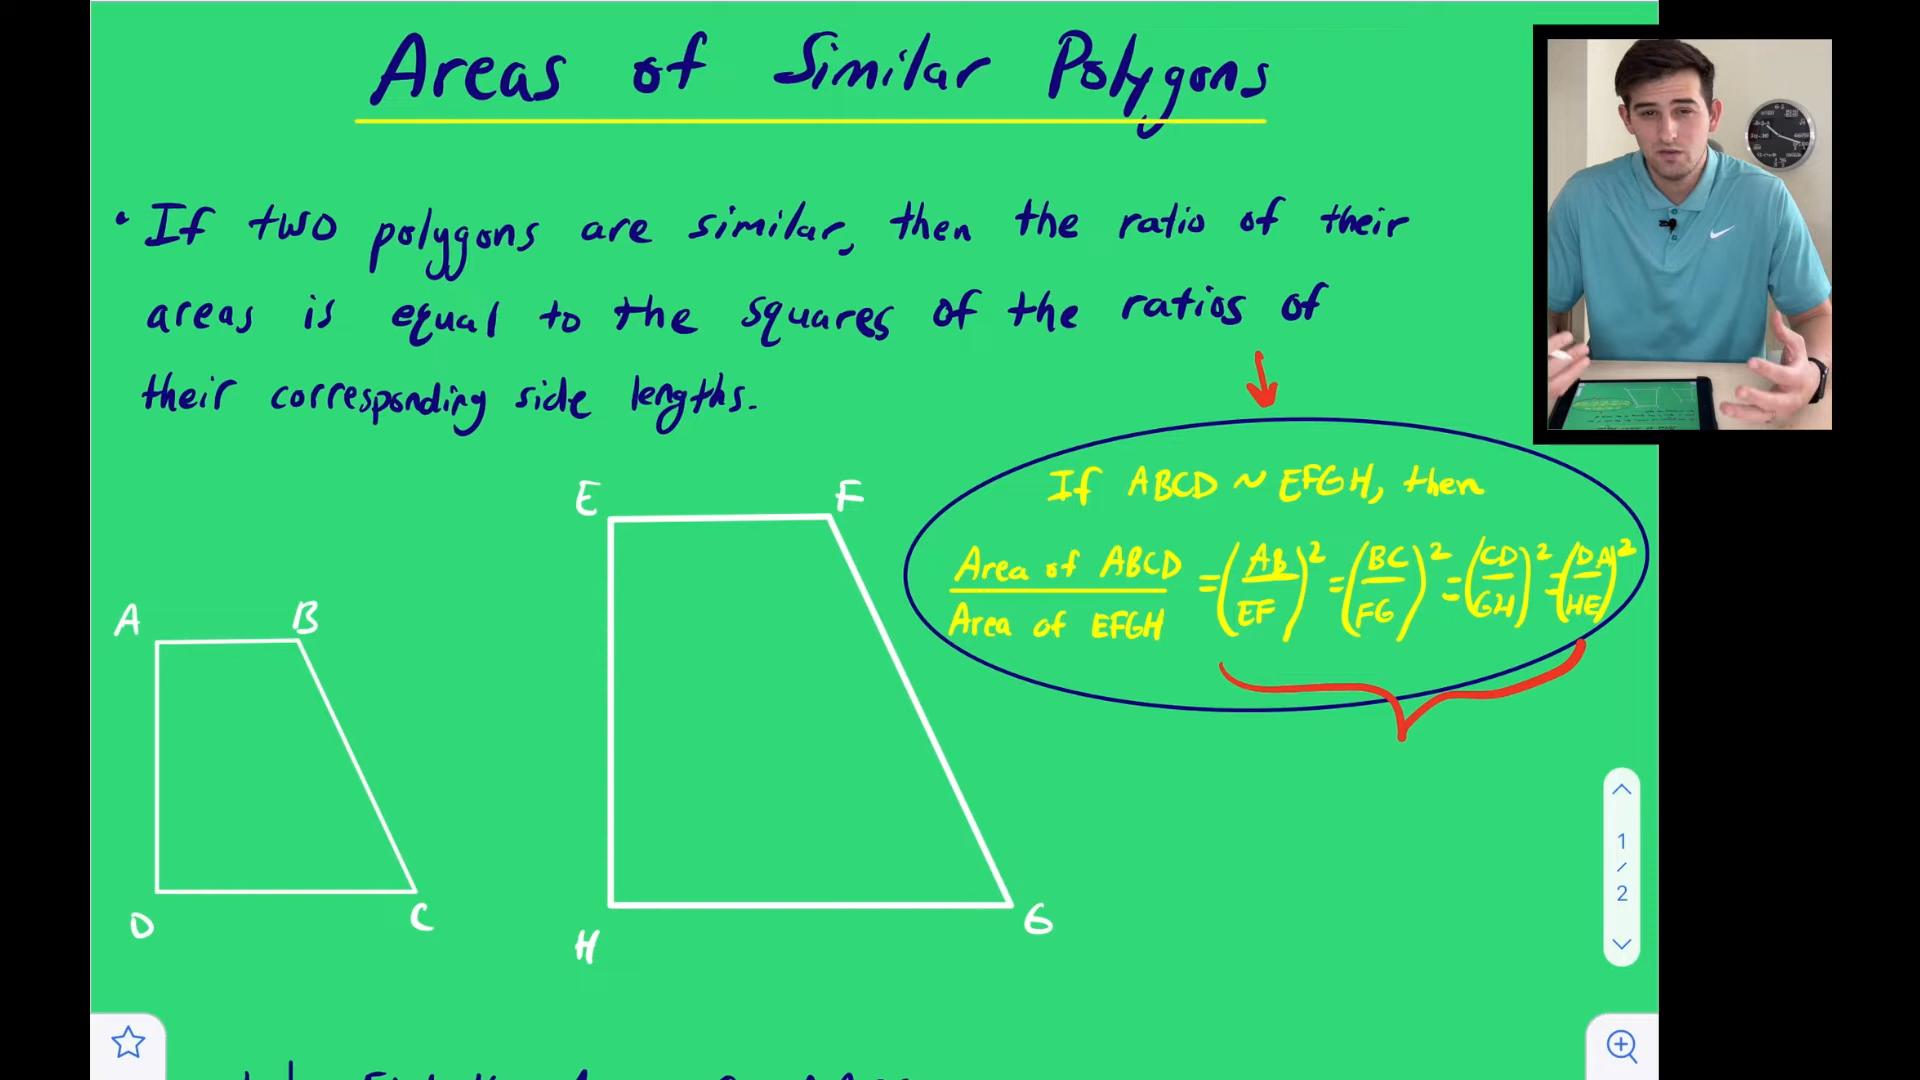 Areas of Similar Polygons
• If two polygons are similar, then the ratio of their
areas is equal to the squares of the ratios of
their corresponding side lengths.
If ABCD ~ EFGH, then
Area of ABCD / Area of EFGH = (AB/EF)² = (BC/FG)² = (CD/GH)² = (DA/HE)²
E F
A B
D C
H G
1
/
2